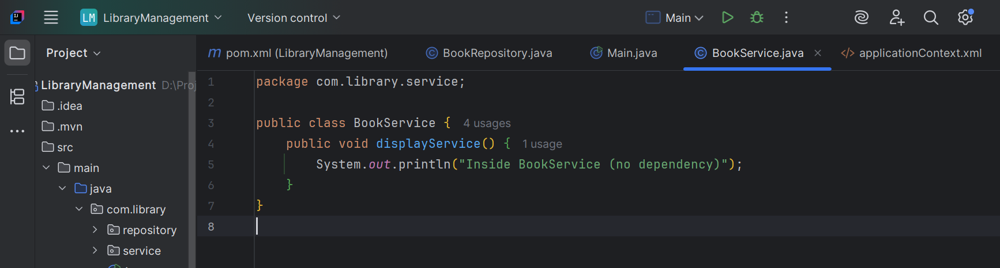 LM LibraryManagement Version control Main
Project
pom.xml (LibraryManagement) BookRepository.java Main.java BookService.java applicationContext.xml
LibraryManagement D:\Proj
.idea
.mvn
src
main
java
com.library
repository
service
1 package com.library.service;
2
3 public class BookService { 4 usages
4 public void displayService() { 1 usage
5 System.out.println("Inside BookService (no dependency)");
6 }
7 }
8